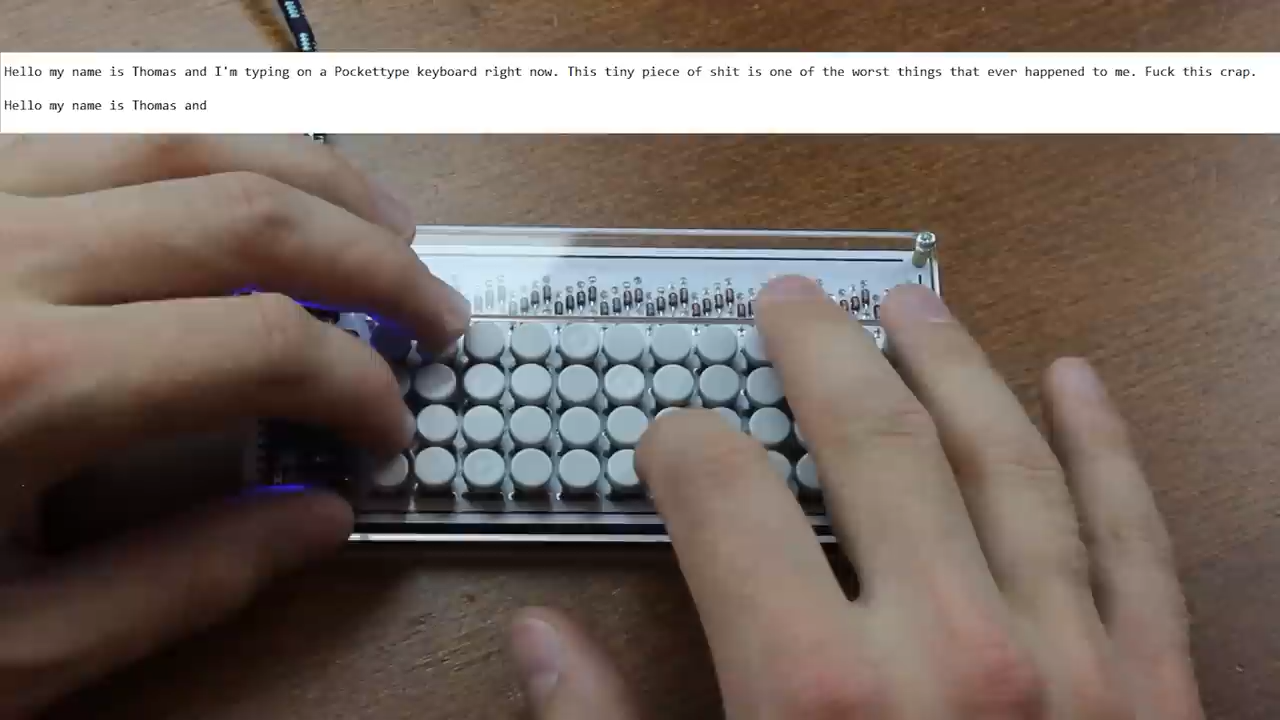 Hello my name is Thomas and I'm typing on a Pockettype keyboard right now. This tiny piece of shit is one of the worst things that ever happened to me. Fuck this crap.
Hello my name is Thomas and